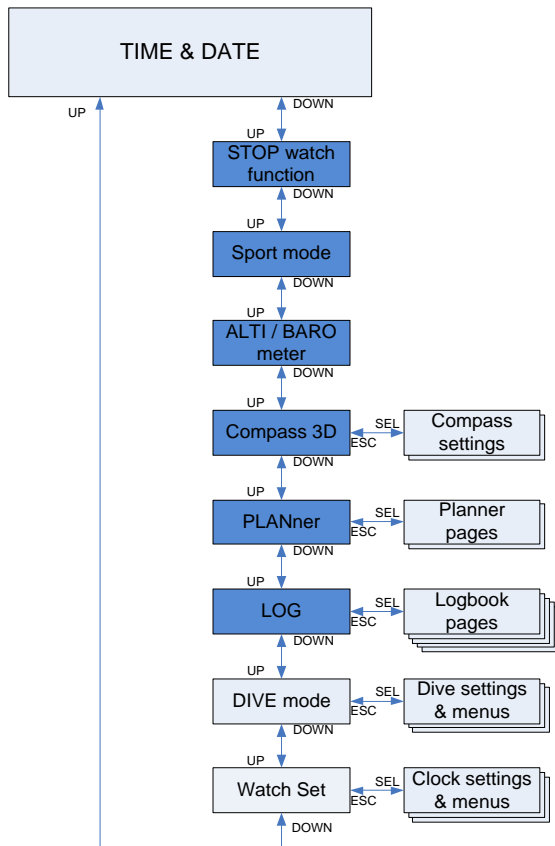 TIME & DATE
UP
DOWN
UP
STOP watch
function
DOWN
UP
Sport mode
DOWN
UP
ALTI / BARO
meter
DOWN
UP
Compass 3D
SEL
ESC
Compass
settings
DOWN
UP
PLANner
SEL
ESC
Planner
pages
DOWN
UP
LOG
SEL
ESC
Logbook
pages
DOWN
UP
DIVE mode
SEL
ESC
Dive settings
& menus
DOWN
UP
Watch Set
SEL
ESC
Clock settings
& menus
DOWN